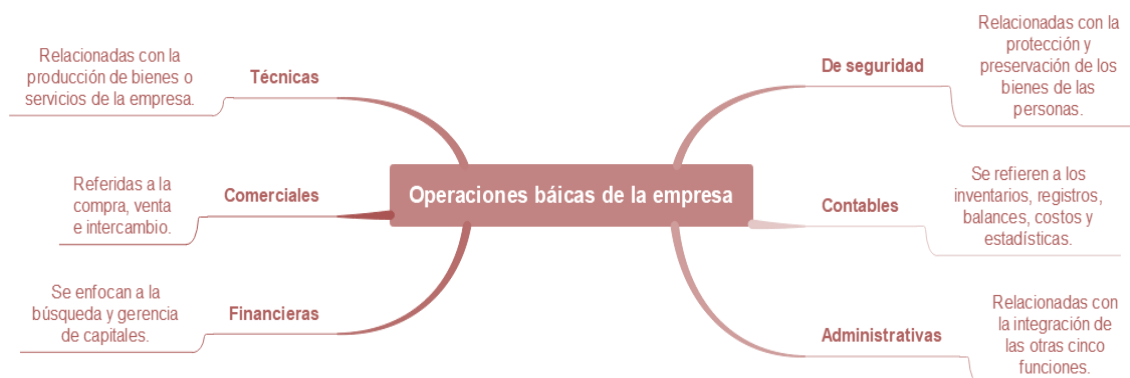 Operaciones báicas de la empresa
Técnicas
Relacionadas con la
producción de bienes o
servicios de la empresa.
Comerciales
Referidas a la
compra, venta
e intercambio.
Financieras
Se enfocan a la
búsqueda y gerencia
de capitales.
De seguridad
Relacionadas con la
protección y
preservación de los
bienes de las
personas.
Contables
Se refieren a los
inventarios, registros,
balances, costos y
estadísticas.
Administrativas
Relacionadas con
la integración de
las otras cinco
funciones.